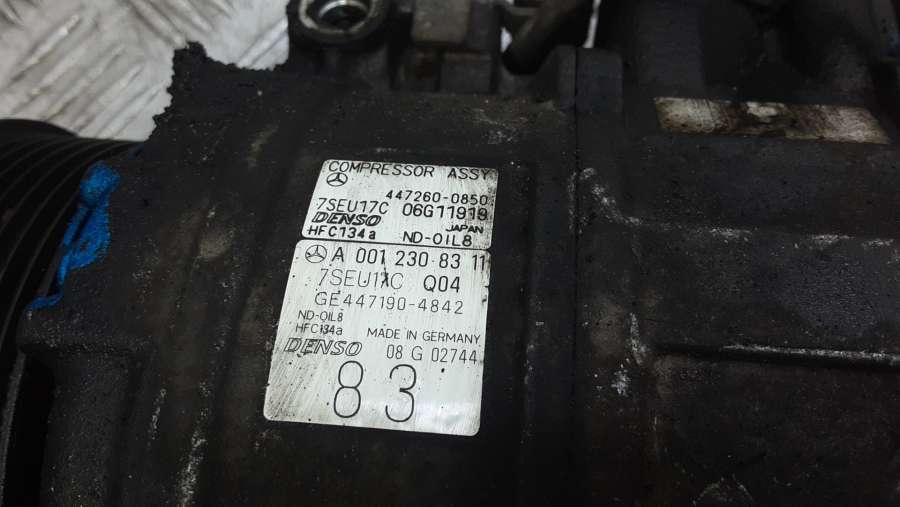 COMPRESSOR ASSY
447260-0850
7SEU17C 06G11919
DENSO JAPAN
HFC134a ND-OIL8
A 001 230 83 11
7SEU17C Q04
GE447190-4842
ND-OIL8
HFC134a MADE IN GERMANY
DENSO 08 G 02744
83